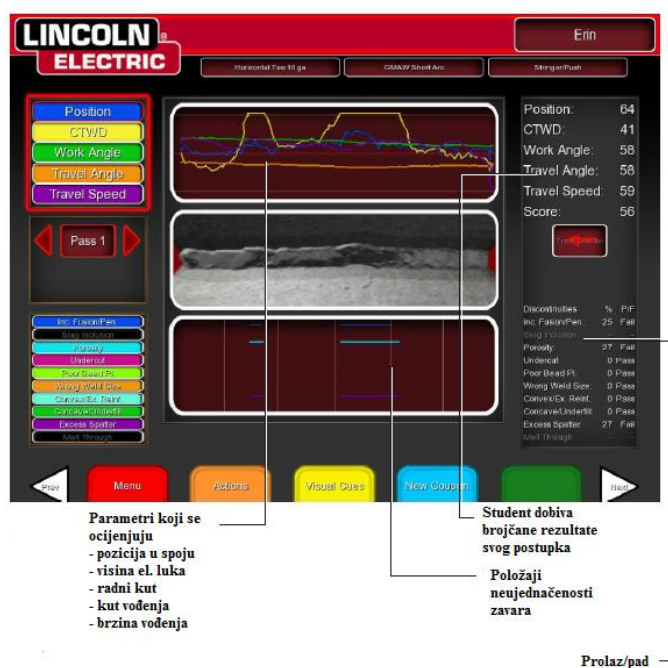 LINCOLN
ELECTRIC
Erin
Horizontal Tee 10 ga
GMAW Short Arc
Stringer/Push
Position
CTWD
Work Angle
Travel Angle
Travel Speed
Pass 1
Position: 64
CTWD: 41
Work Angle: 58
Travel Angle: 58
Travel Speed: 59
Score: 56
Inc. Fusion/Pen.
Slag Inclusion
Porosity
Undercut
Poor Bead Pl.
Wrong Weld Size
Convex/Ex. Reinf.
Concave/Underfill
Excess Spatter
Melt Through
Discontinuities % P/F
Inc. Fusion/Pen.: 25 Fail
Slag Inclusion: -- --
Porosity: 27 Fail
Undercut 0 Pass
Poor Bead Pl. 0 Pass
Wrong Weld Size: 0 Pass
Convex/Ex. Reinf. 0 Pass
Concave/Underfill 0 Pass
Excess Spatter 27 Fail
Melt Through -- --
Prev
Menu
Actions
Visual Cues
New Coupon
Next
Parametri koji se
ocijenjuju
- pozicija u spoju
- visina el. luka
- radni kut
- kut vođenja
- brzina vođenja
Student dobiva
brojčane rezultate
svog postupka
Položaji
neujednačenosti
zavara
Prolaz/pad